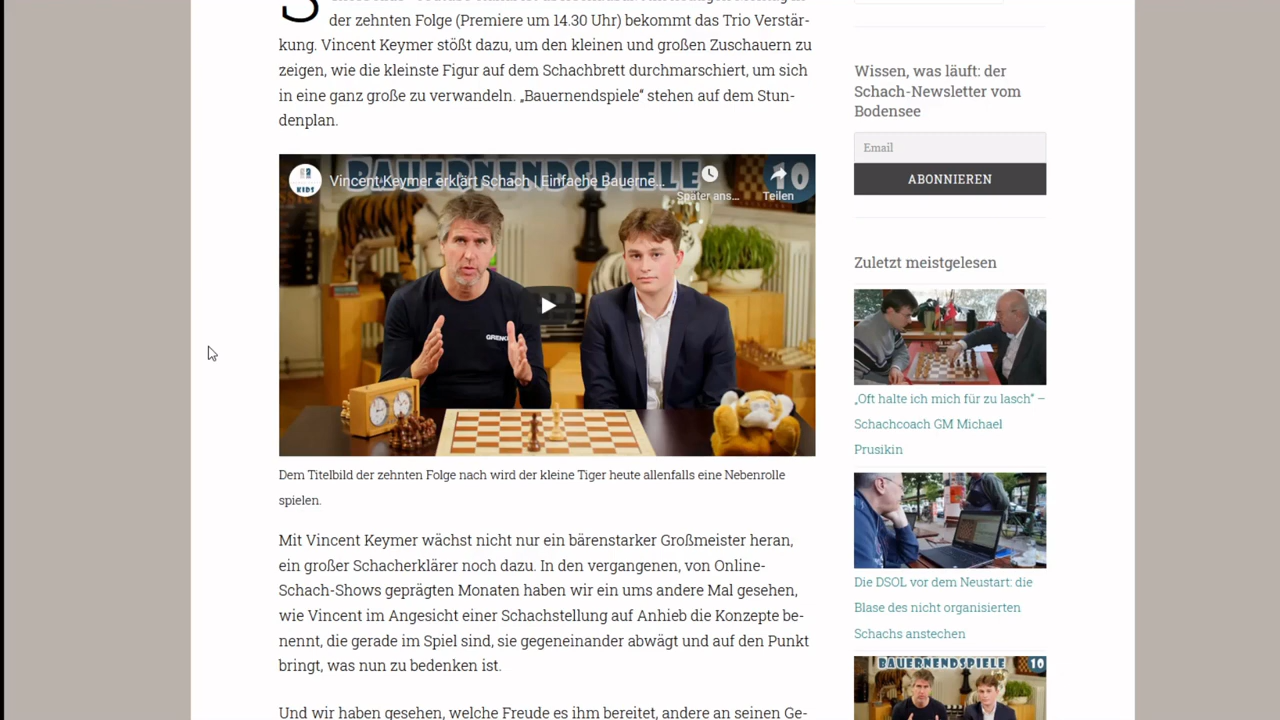 S
der zehnten Folge (Premiere um 14.30 Uhr) bekommt das Trio Verstär-
kung. Vincent Keymer stößt dazu, um den kleinen und großen Zuschauern zu
zeigen, wie die kleinste Figur auf dem Schachbrett durchmarschiert, um sich
in eine ganz große zu verwandeln. „Bauernendspiele“ stehen auf dem Stun-
denplan.
BAUERNENDSPIELE 10
KIDS
Vincent Keymer erklärt Schach | Einfache Bauerne...
Später ans...
Teilen
GRENKE
Dem Titelbild der zehnten Folge nach wird der kleine Tiger heute allenfalls eine Nebenrolle
spielen.
Mit Vincent Keymer wächst nicht nur ein bärenstarker Großmeister heran,
ein großer Schacherklärer noch dazu. In den vergangenen, von Online-
Schach-Shows geprägten Monaten haben wir ein ums andere Mal gesehen,
wie Vincent im Angesicht einer Schachstellung auf Anhieb die Konzepte be-
nennt, die gerade im Spiel sind, sie gegeneinander abwägt und auf den Punkt
bringt, was nun zu bedenken ist.
Und wir haben gesehen, welche Freude es ihm bereitet, andere an seinen Ge-
Wissen, was läuft: der
Schach-Newsletter vom
Bodensee
Email
ABONNIEREN
Zuletzt meistgelesen
„Oft halte ich mich für zu lasch“ –
Schachcoach GM Michael
Prusikin
Die DSOL vor dem Neustart: die
Blase des nicht organisierten
Schachs anstechen
BAUERNENDSPIELE 10